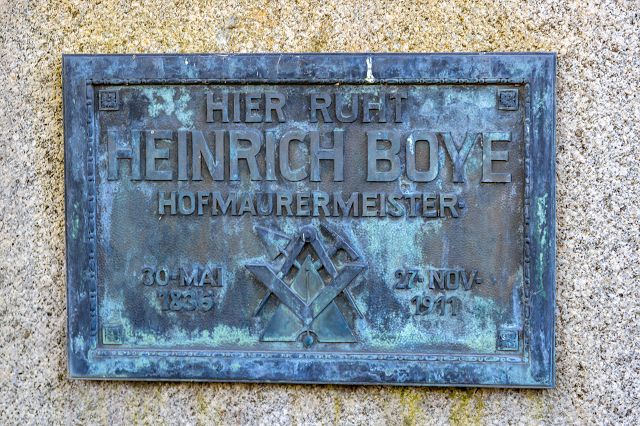 HIER RUHT
HEINRICH BOYE
HOFMAURERMEISTER·
30·MAI 27·NOV·
1835 1911